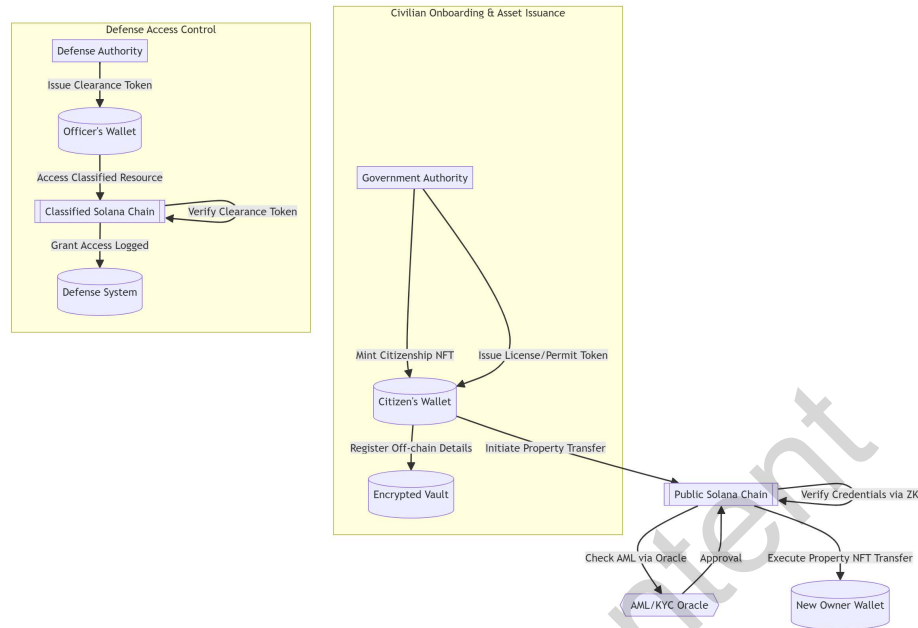 Defense Access Control
Defense Authority
Issue Clearance Token
Officer's Wallet
Access Classified Resource
Classified Solana Chain
Verify Clearance Token
Grant Access Logged
Defense System
Civilian Onboarding & Asset Issuance
Government Authority
Mint Citizenship NFT
Issue License/Permit Token
Citizen's Wallet
Register Off-chain Details
Initiate Property Transfer
Encrypted Vault
Public Solana Chain
Verify Credentials via ZK
Check AML via Oracle
Approval
Execute Property NFT Transfer
AML/KYC Oracle
New Owner Wallet